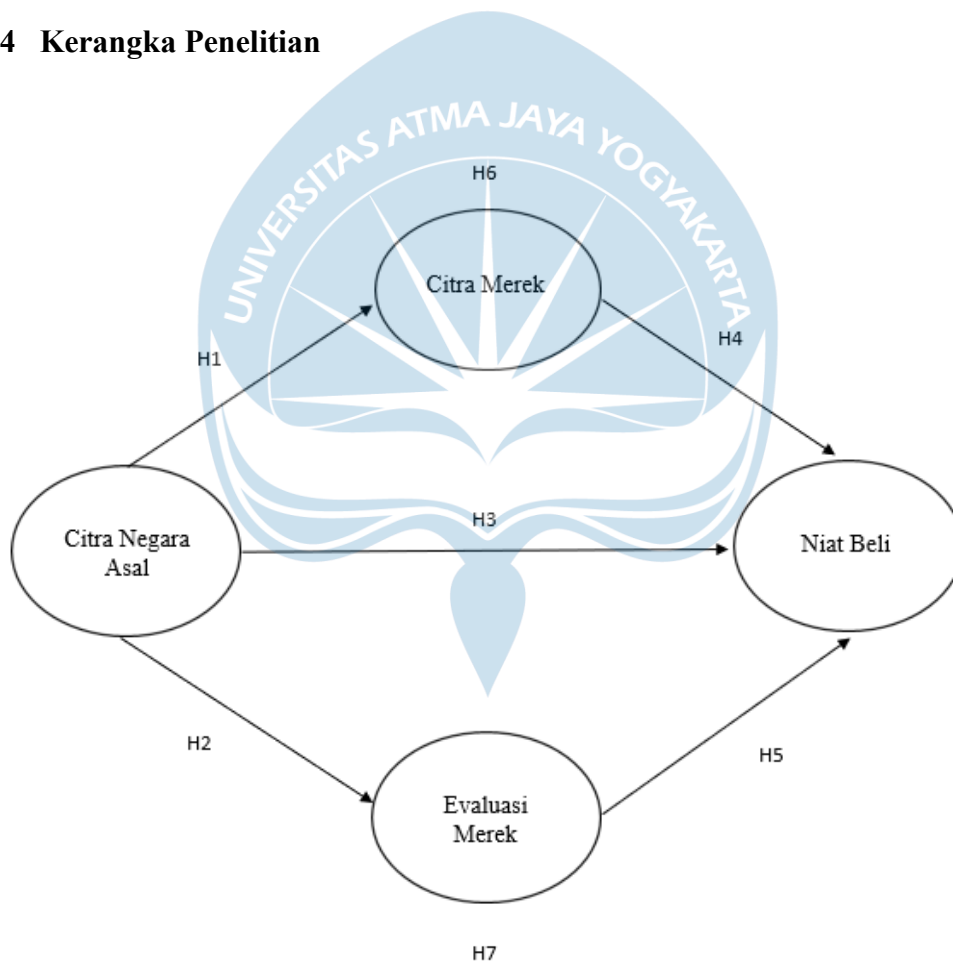 4 Kerangka Penelitian
UNIVERSITAS ATMA JAYA YOGYAKARTA
H6
Citra Merek
H1
H4
Citra Negara
Asal
H3
Niat Beli
H2
Evaluasi
Merek
H5
H7